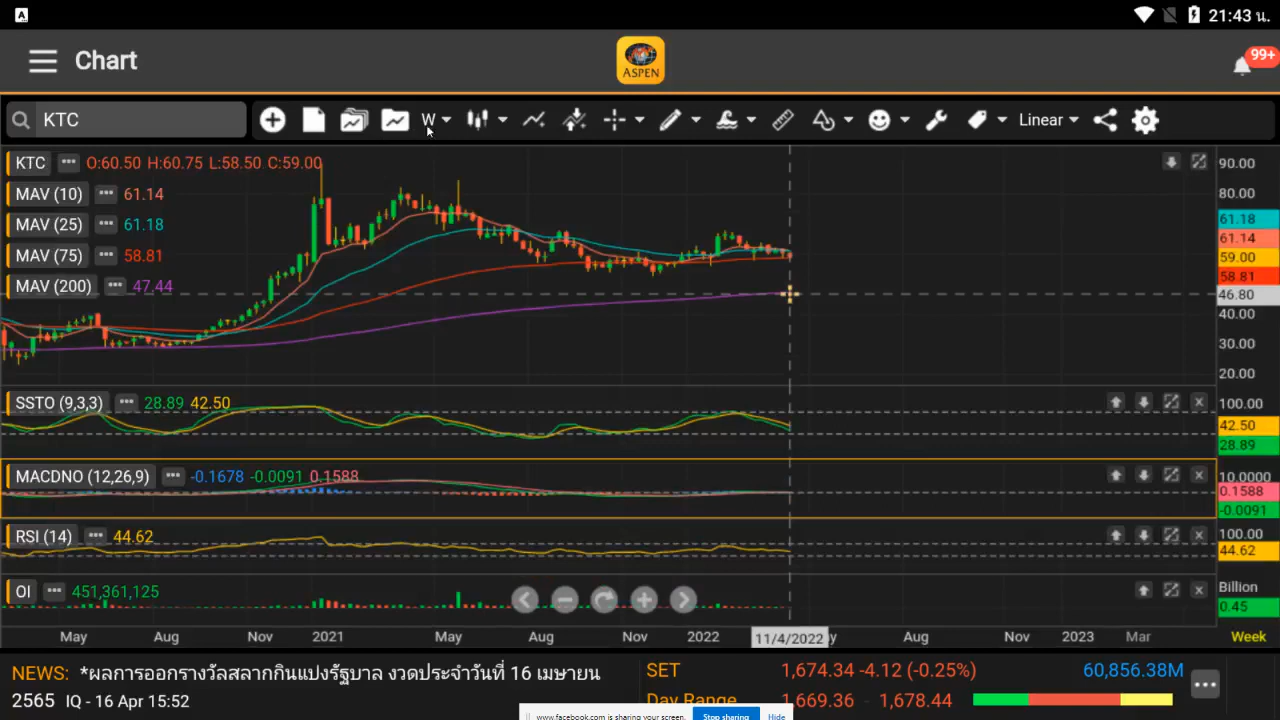 A
21:43 น.
Chart
ASPEN
99+
KTC
W
Linear
KTC ••• O:60.50 H:60.75 L:58.50 C:59.00
MAV (10) ••• 61.14
MAV (25) ••• 61.18
MAV (75) ••• 58.81
MAV (200) ••• 47.44
90.00
80.00
61.18
61.14
59.00
58.81
46.80
40.00
30.00
20.00
SSTO (9,3,3) ••• 28.89 42.50
100.00
42.50
28.89
MACDNO (12,26,9) ••• -0.1678 -0.0091 0.1588
10.0000
0.1588
-0.0091
RSI (14) ••• 44.62
100.00
44.62
OI ••• 451,361,125
Billion
0.45
May Aug Nov 2021 May Aug Nov 2022 11/4/2022 Aug Nov 2023 Mar Week
NEWS: *ผลการออกรางวัลสลากกินแบ่งรัฐบาล งวดประจำวันที่ 16 เมษายน
2565 IQ - 16 Apr 15:52
SET 1,674.34 -4.12 (-0.25%) 60,856.38M
Day Range 1,669.36 - 1,678.44
www.facebook.com is sharing your screen. Stop sharing Hide